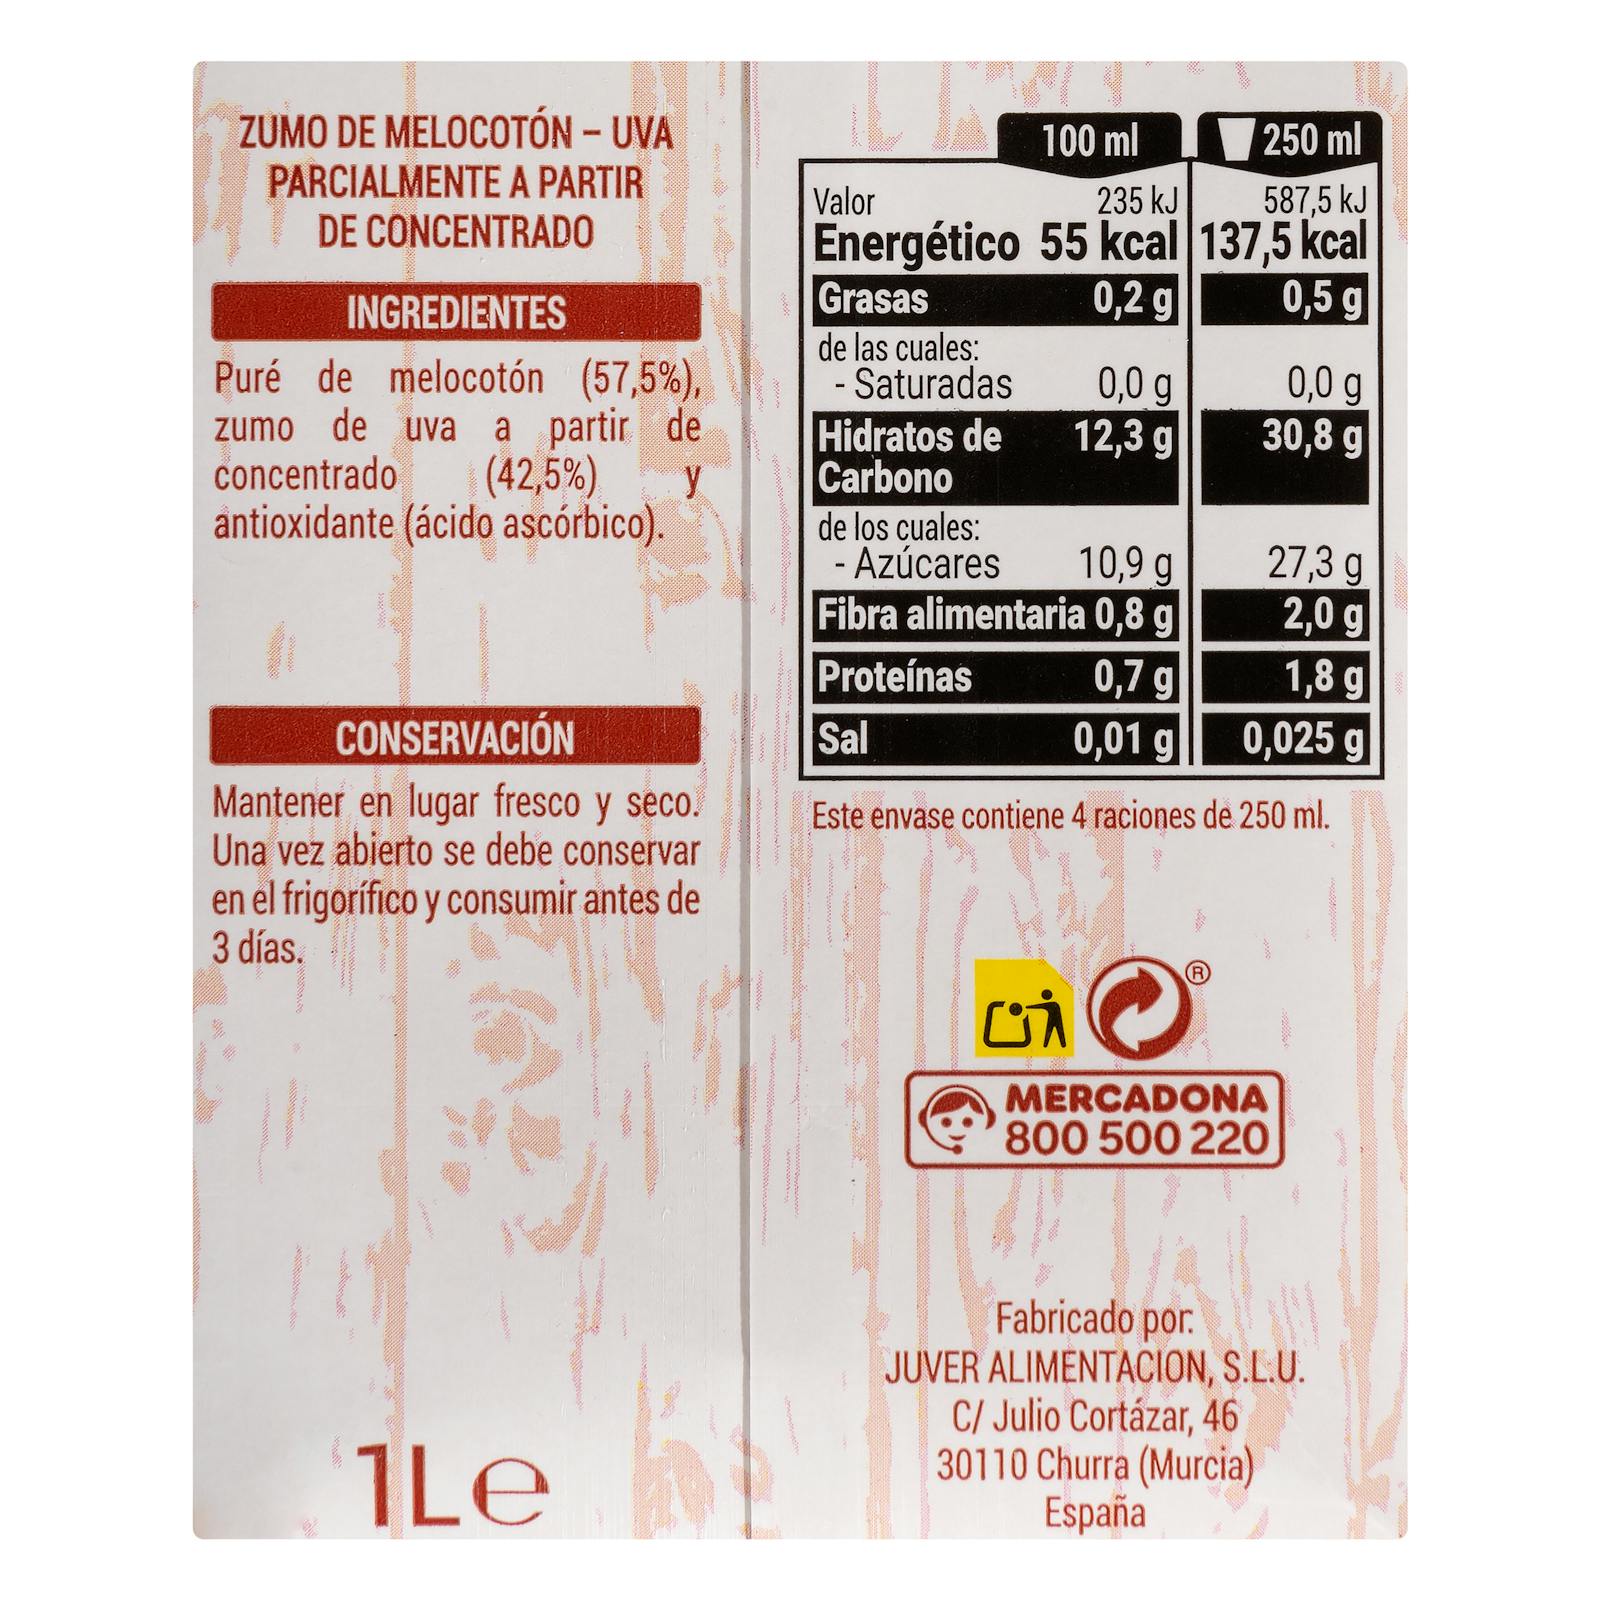 ZUMO DE MELOCOTÓN – UVA
PARCIALMENTE A PARTIR
DE CONCENTRADO
INGREDIENTES
Puré de melocotón (57,5%),
zumo de uva a partir de
concentrado (42,5%) y
antioxidante (ácido ascórbico).
CONSERVACIÓN
Mantener en lugar fresco y seco.
Una vez abierto se debe conservar
en el frigorífico y consumir antes de
3 días.
1L e
100 ml 250 ml
Valor 235 kJ 587,5 kJ
Energético 55 kcal 137,5 kcal
Grasas 0,2 g 0,5 g
de las cuales:
- Saturadas 0,0 g 0,0 g
Hidratos de 12,3 g 30,8 g
Carbono
de los cuales:
- Azúcares 10,9 g 27,3 g
Fibra alimentaria 0,8 g 2,0 g
Proteínas 0,7 g 1,8 g
Sal 0,01 g 0,025 g
Este envase contiene 4 raciones de 250 ml.
®
MERCADONA
800 500 220
Fabricado por:
JUVER ALIMENTACION, S.L.U.
C/ Julio Cortázar, 46
30110 Churra (Murcia)
España